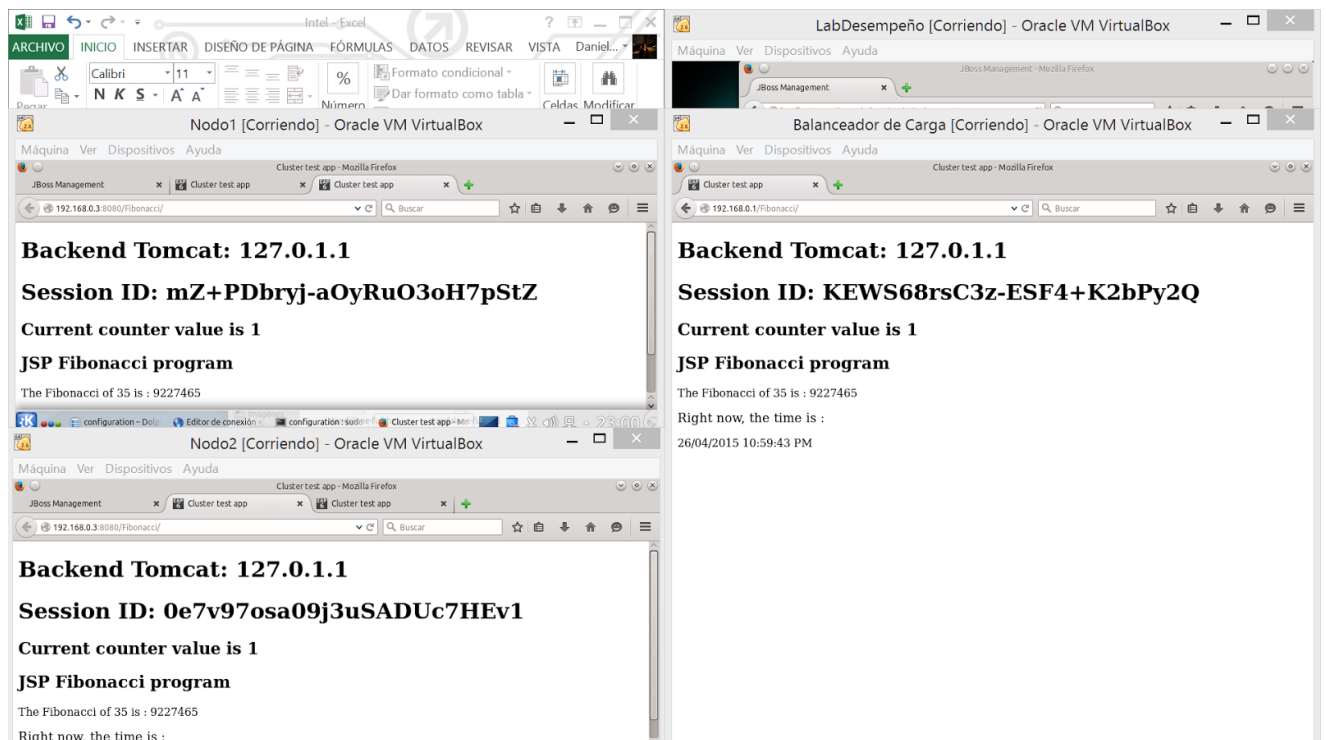 Intel - Excel
ARCHIVO INICIO INSERTAR DISEÑO DE PÁGINA FÓRMULAS DATOS REVISAR VISTA Daniel...
Calibri 11 % Formato condicional
N K S A A Dar formato como tabla
Pegar Número Celdas Modificar
LabDesempeño [Corriendo] - Oracle VM VirtualBox
Máquina Ver Dispositivos Ayuda
JBoss Management - Mozilla Firefox
JBoss Management
Nodo1 [Corriendo] - Oracle VM VirtualBox
Máquina Ver Dispositivos Ayuda
Cluster test app - Mozilla Firefox
JBoss Management Cluster test app Cluster test app
192.168.0.3:8080/Fibonacci/ Buscar
Backend Tomcat: 127.0.1.1
Session ID: mZ+PDbryj-aOyRuO3oH7pStZ
Current counter value is 1
JSP Fibonacci program
The Fibonacci of 35 is : 9227465
configuration – Dolp Editor de conexión configuration : sudo Cluster test app - Mo 23:00
Nodo2 [Corriendo] - Oracle VM VirtualBox
Máquina Ver Dispositivos Ayuda
Cluster test app - Mozilla Firefox
JBoss Management Cluster test app Cluster test app
192.168.0.3:8080/Fibonacci/ Buscar
Backend Tomcat: 127.0.1.1
Session ID: 0e7v97osa09j3uSADUc7HEv1
Current counter value is 1
JSP Fibonacci program
The Fibonacci of 35 is : 9227465
Right now, the time is :
Balanceador de Carga [Corriendo] - Oracle VM VirtualBox
Máquina Ver Dispositivos Ayuda
Cluster test app - Mozilla Firefox
Cluster test app
192.168.0.1/Fibonacci/ Buscar
Backend Tomcat: 127.0.1.1
Session ID: KEWS68rsC3z-ESF4+K2bPy2Q
Current counter value is 1
JSP Fibonacci program
The Fibonacci of 35 is : 9227465
Right now, the time is :
26/04/2015 10:59:43 PM